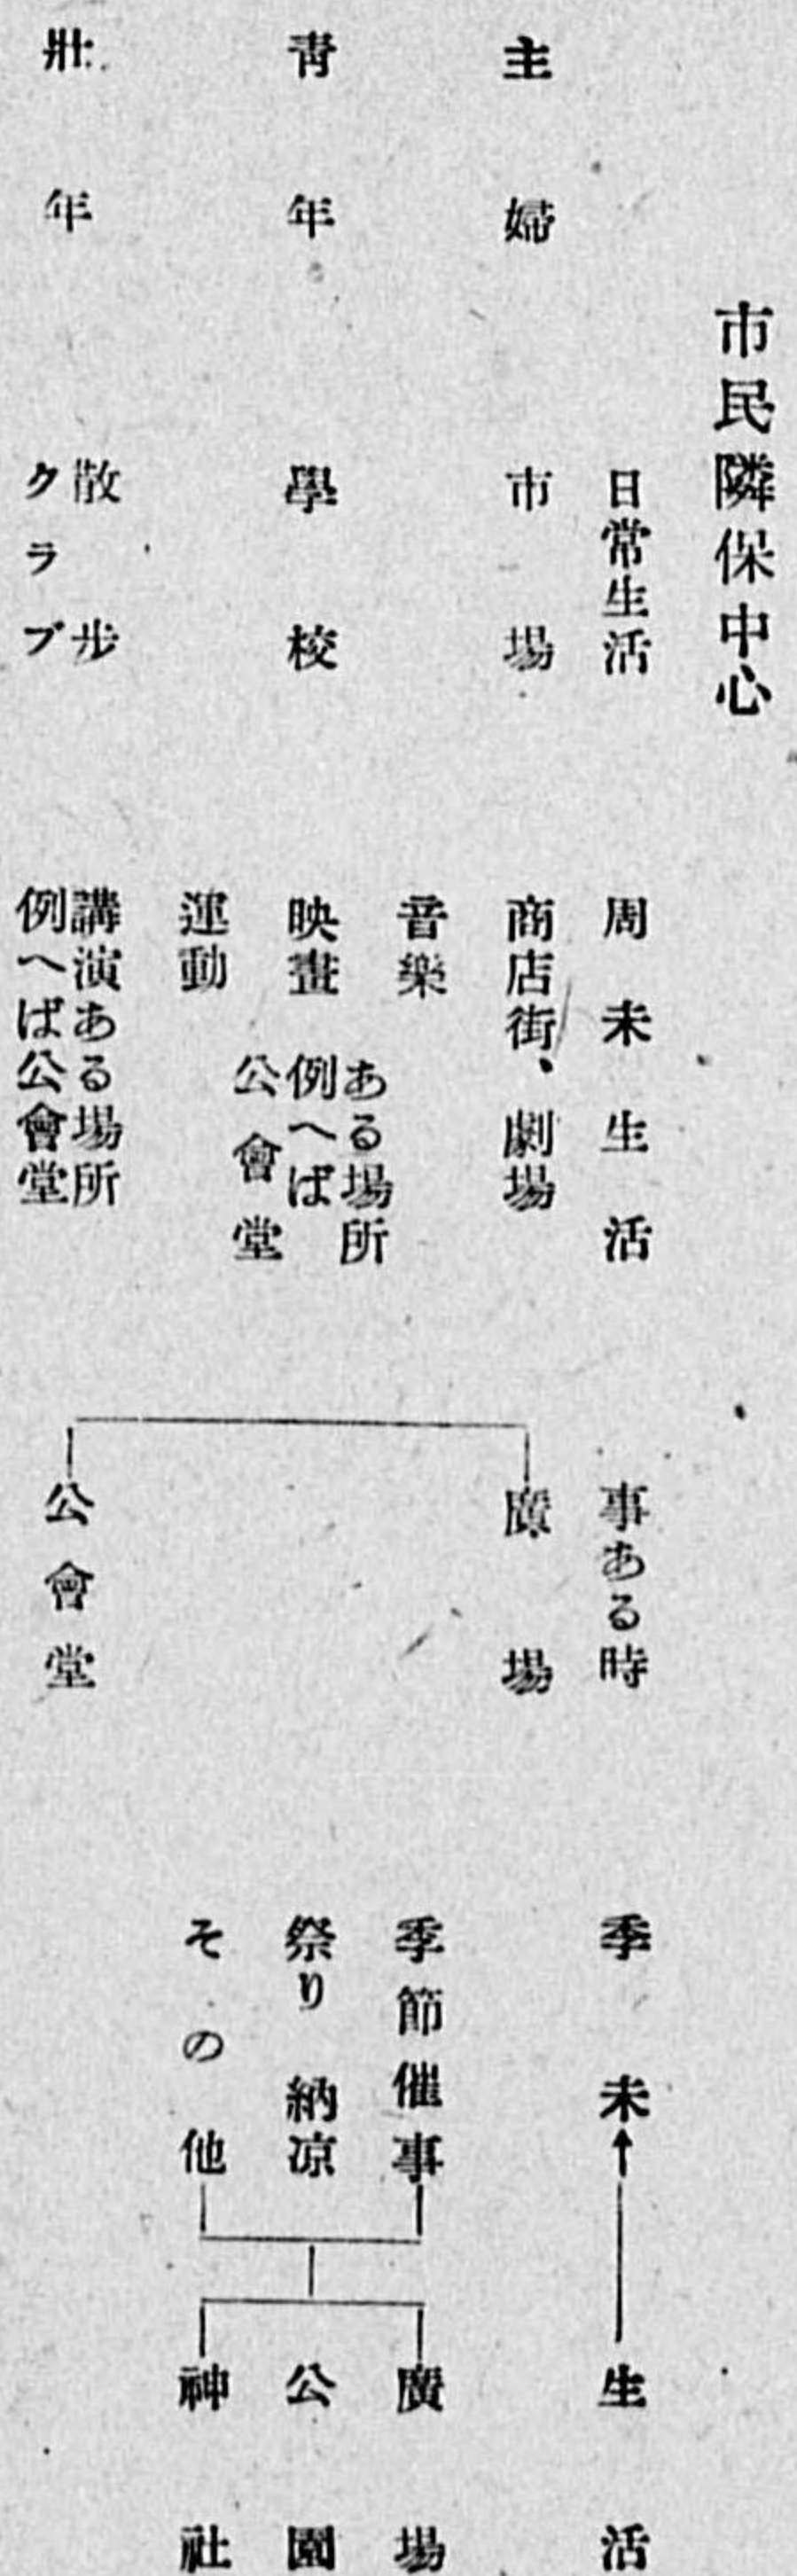 市民隣保中心
日常生活 周未生活 事ある時 季未 生活
主婦 市場 商店街、劇場 廣場
音樂 季節催事 廣場
ある場所
青年 學校 映畫 例へば 祭り 納凉 公園
公會堂
運動 その他 神社
散步 講演ある場所
壯年 公會堂
クラブ 例へば公會堂